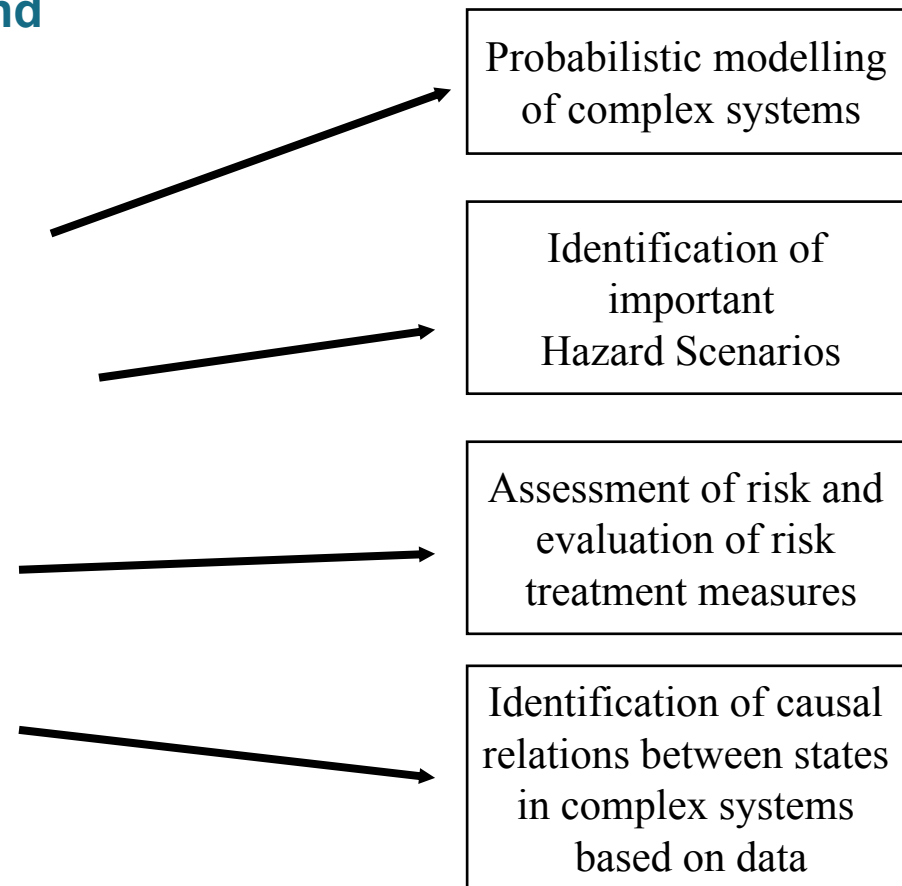 nd
Probabilistic modelling
of complex systems
Identification of
important
Hazard Scenarios
Assessment of risk and
evaluation of risk
treatment measures
Identification of causal
relations between states
in complex systems
based on data